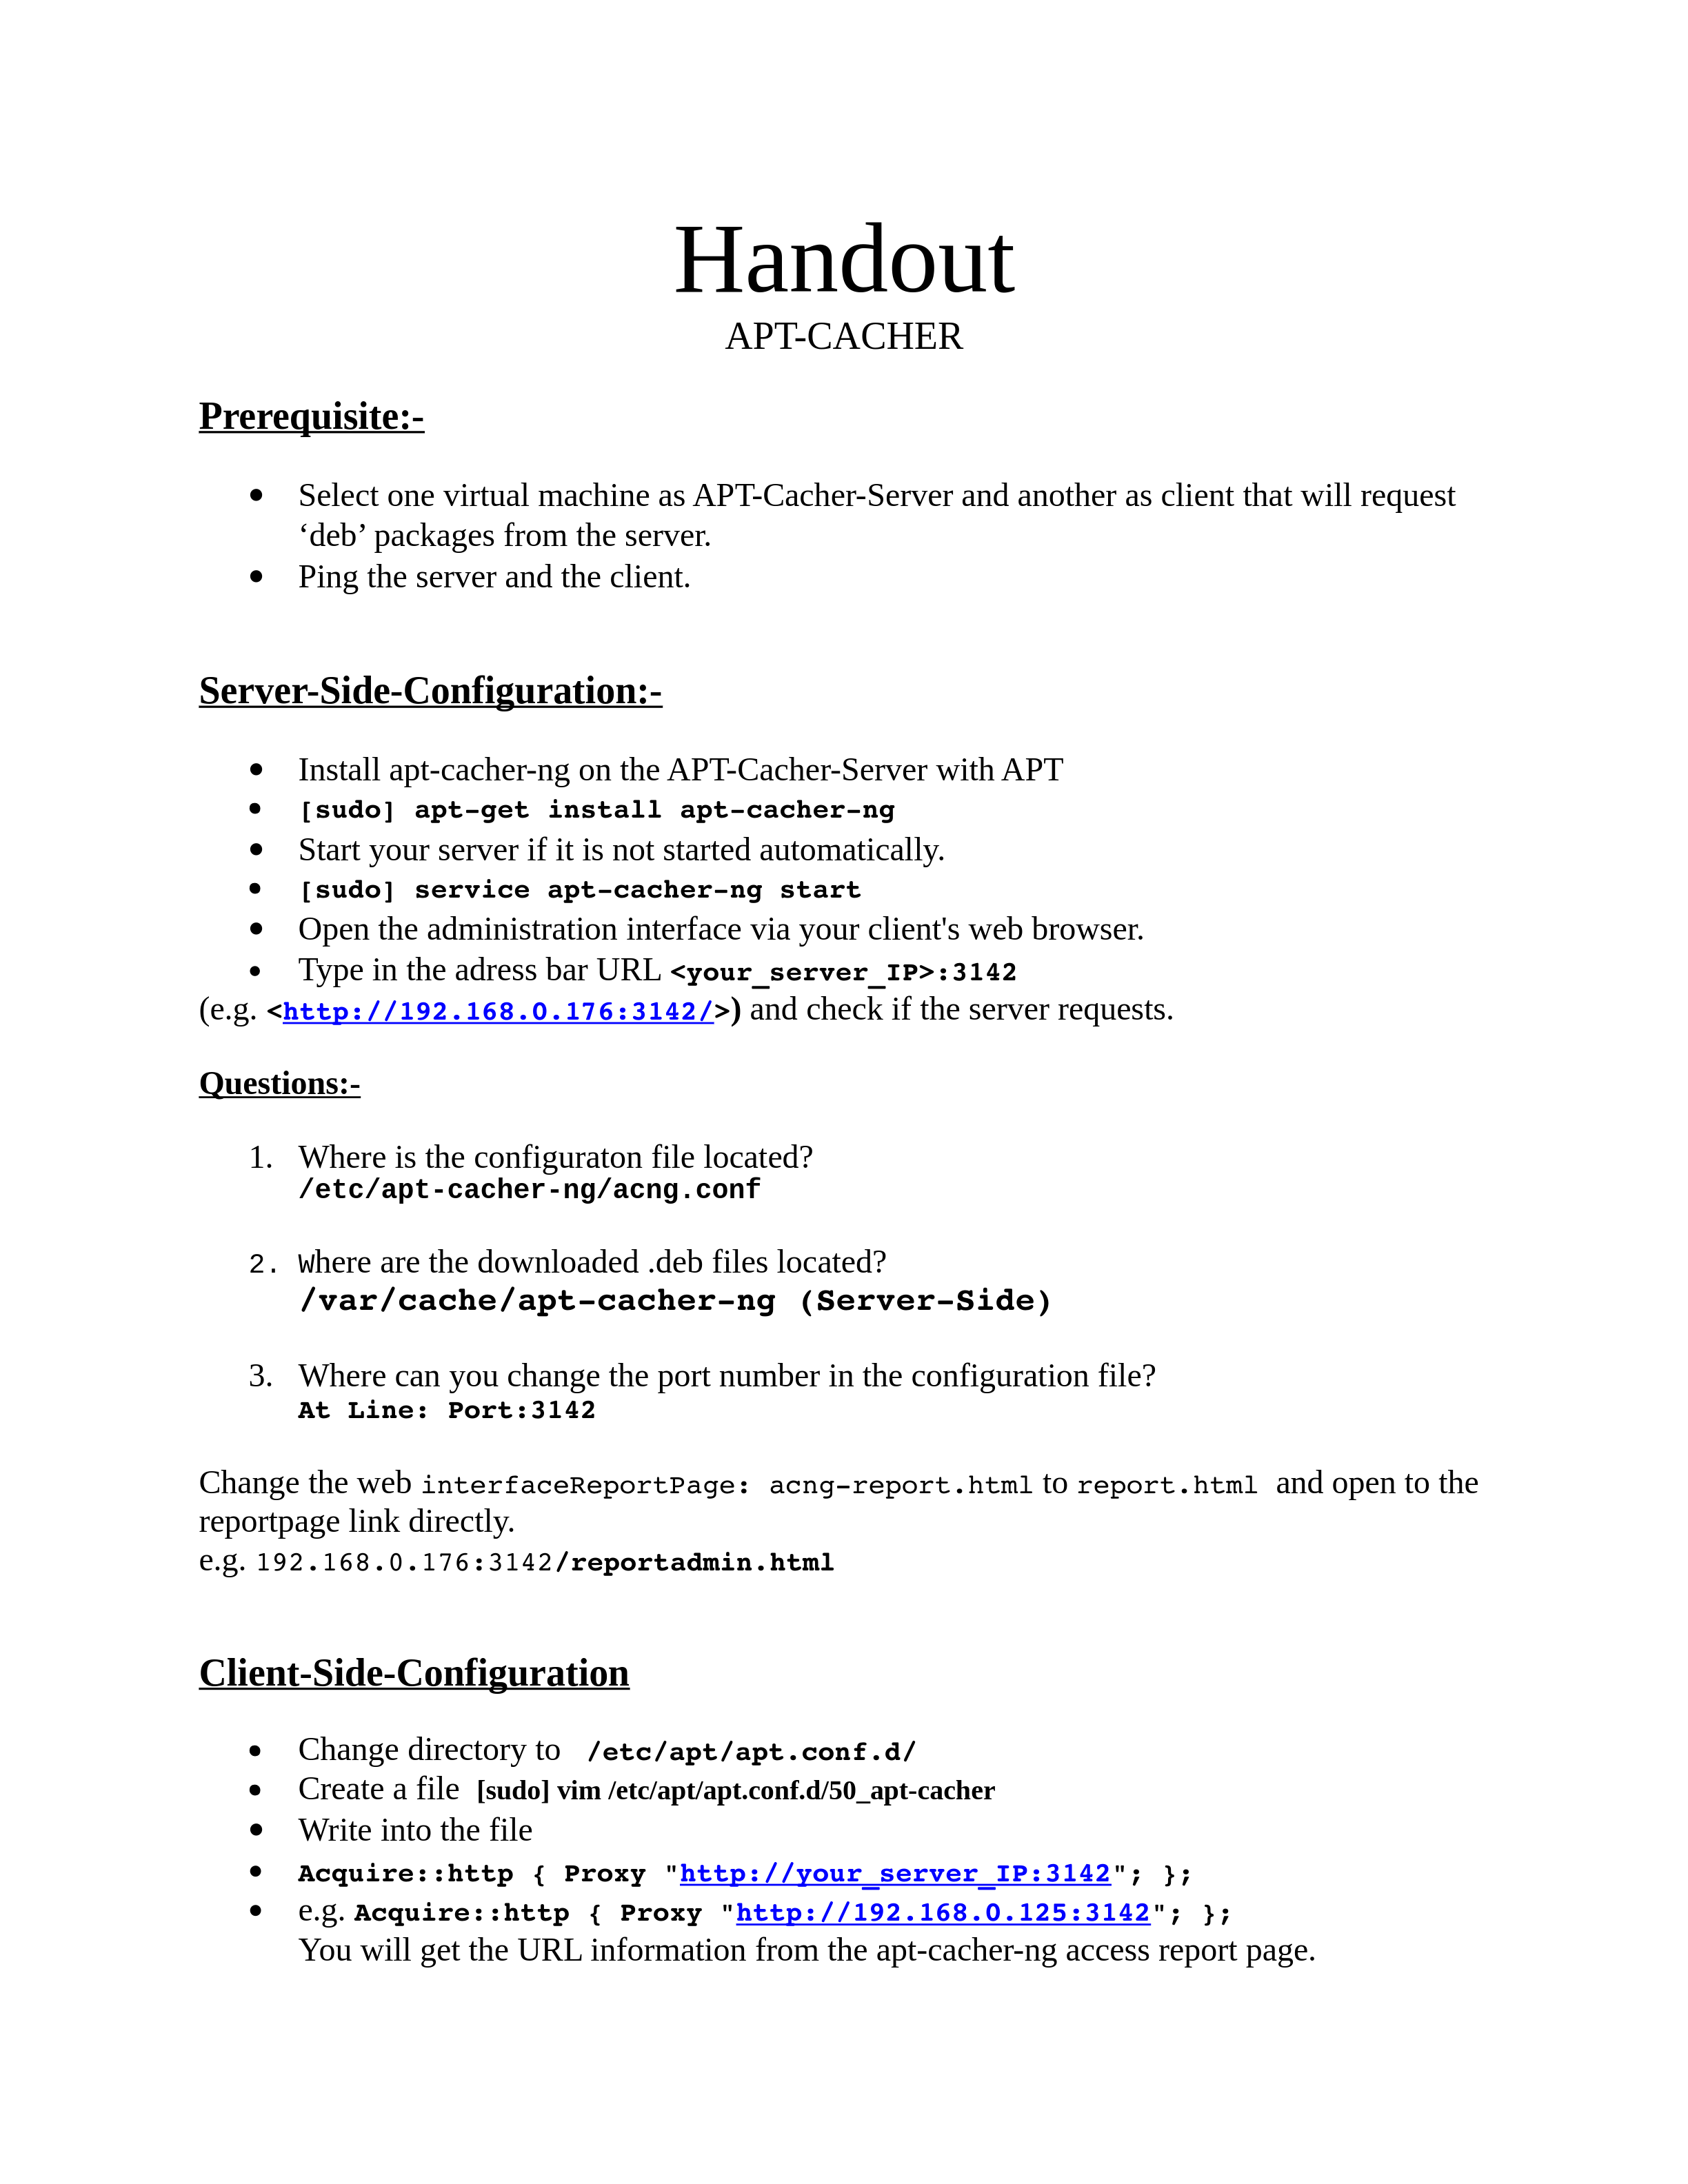 Handout
APT-CACHER
Prerequisite:-
● Select one virtual machine as APT-Cacher-Server and another as client that will request
‘deb’ packages from the server.
● Ping the server and the client.
Server-Side-Configuration:-
● Install apt-cacher-ng on the APT-Cacher-Server with APT
● [sudo] apt-get install apt-cacher-ng
● Start your server if it is not started automatically.
● [sudo] service apt-cacher-ng start
● Open the administration interface via your client's web browser.
● Type in the adress bar URL <your_server_IP>:3142
(e.g. <http://192.168.0.176:3142/>) and check if the server requests.
Questions:-
1. Where is the configuraton file located?
/etc/apt-cacher-ng/acng.conf
2. Where are the downloaded .deb files located?
/var/cache/apt-cacher-ng (Server-Side)
3. Where can you change the port number in the configuration file?
At Line: Port:3142
Change the web interfaceReportPage: acng-report.html to report.html and open to the
reportpage link directly.
e.g. 192.168.0.176:3142/reportadmin.html
Client-Side-Configuration
● Change directory to /etc/apt/apt.conf.d/
● Create a file [sudo] vim /etc/apt/apt.conf.d/50_apt-cacher
● Write into the file
● Acquire::http { Proxy "http://your_server_IP:3142"; };
● e.g. Acquire::http { Proxy "http://192.168.0.125:3142"; };
You will get the URL information from the apt-cacher-ng access report page.